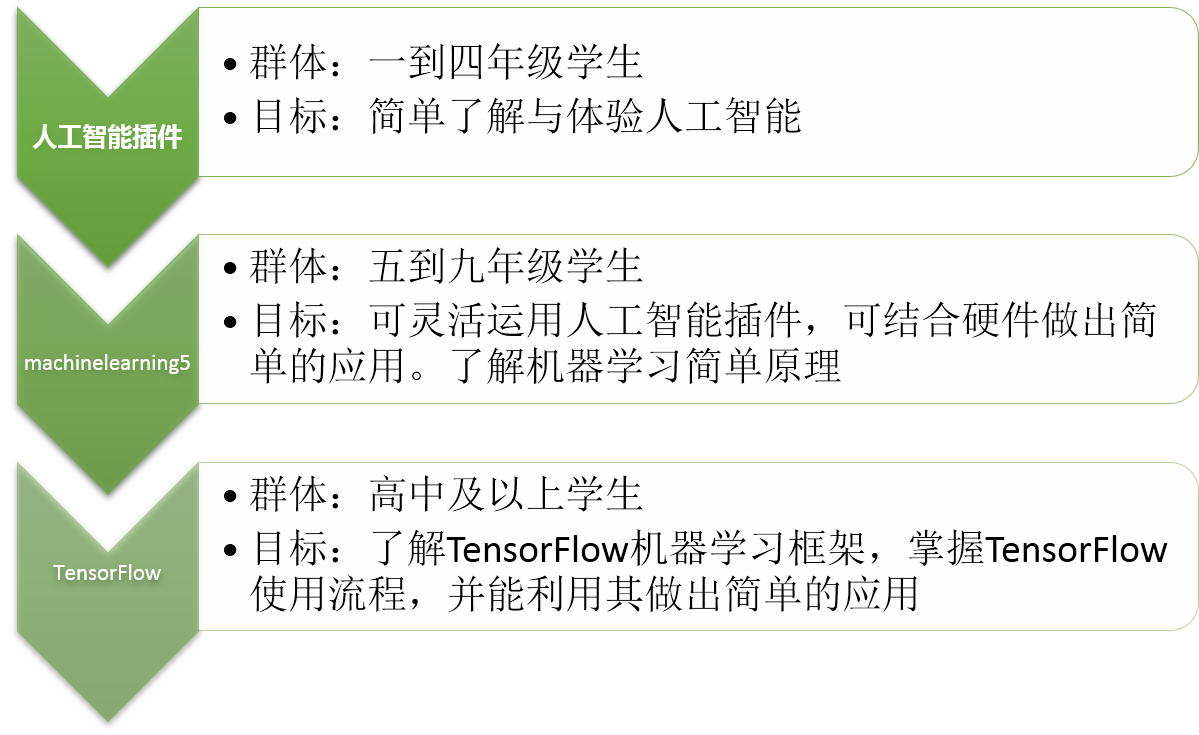 人工智能插件
群体：一到四年级学生
目标：简单了解与体验人工智能
machinelearning5
群体：五到九年级学生
目标：可灵活运用人工智能插件，可结合硬件做出简
单的应用。了解机器学习简单原理
TensorFlow
群体：高中及以上学生
目标：了解TensorFlow机器学习框架，掌握TensorFlow
使用流程，并能利用其做出简单的应用